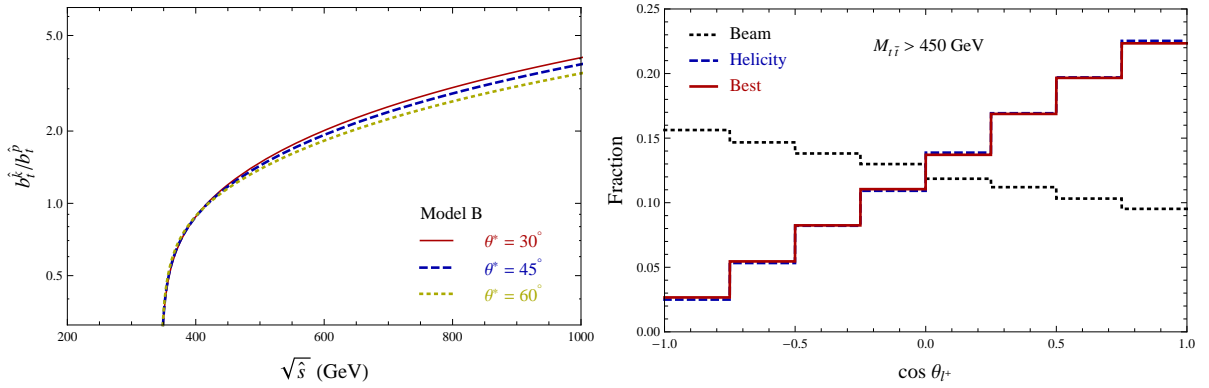 5.0
2.0
1.0
0.5
b̂ₜᵏ/b̂ₜᵖ
Model B
θ* = 30°
θ* = 45°
θ* = 60°
200 400 600 800 1000
√ŝ (GeV)
0.25
0.20
0.15
0.10
0.05
0.00
Fraction
Beam
Helicity
Best
M_{t t̄} > 450 GeV
−1.0 −0.5 0.0 0.5 1.0
cos θ_{l⁺}